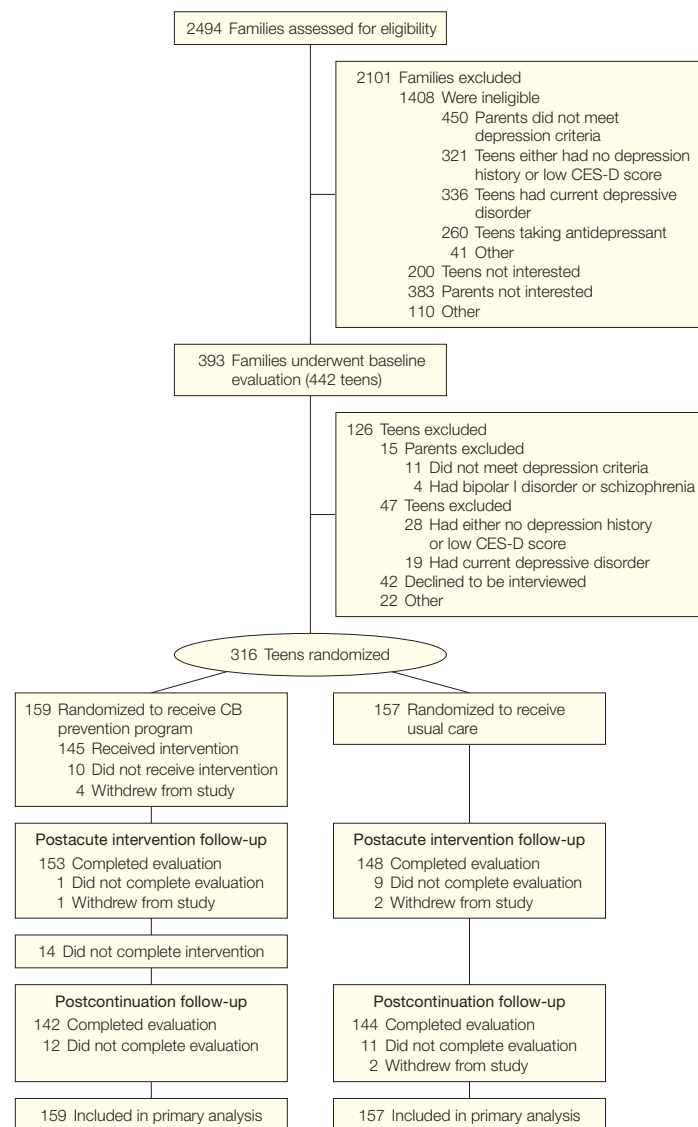 2494 Families assessed for eligibility
2101 Families excluded
1408 Were ineligible
450 Parents did not meet
depression criteria
321 Teens either had no depression
history or low CES-D score
336 Teens had current depressive
disorder
260 Teens taking antidepressant
41 Other
200 Teens not interested
383 Parents not interested
110 Other
393 Families underwent baseline
evaluation (442 teens)
126 Teens excluded
15 Parents excluded
11 Did not meet depression criteria
4 Had bipolar I disorder or schizophrenia
47 Teens excluded
28 Had either no depression history
or low CES-D score
19 Had current depressive disorder
42 Declined to be interviewed
22 Other
316 Teens randomized
159 Randomized to receive CB
prevention program
145 Received intervention
10 Did not receive intervention
4 Withdrew from study
157 Randomized to receive
usual care
Postacute intervention follow-up
153 Completed evaluation
1 Did not complete evaluation
1 Withdrew from study
Postacute intervention follow-up
148 Completed evaluation
9 Did not complete evaluation
2 Withdrew from study
14 Did not complete intervention
Postcontinuation follow-up
142 Completed evaluation
12 Did not complete evaluation
Postcontinuation follow-up
144 Completed evaluation
11 Did not complete evaluation
2 Withdrew from study
159 Included in primary analysis
157 Included in primary analysis